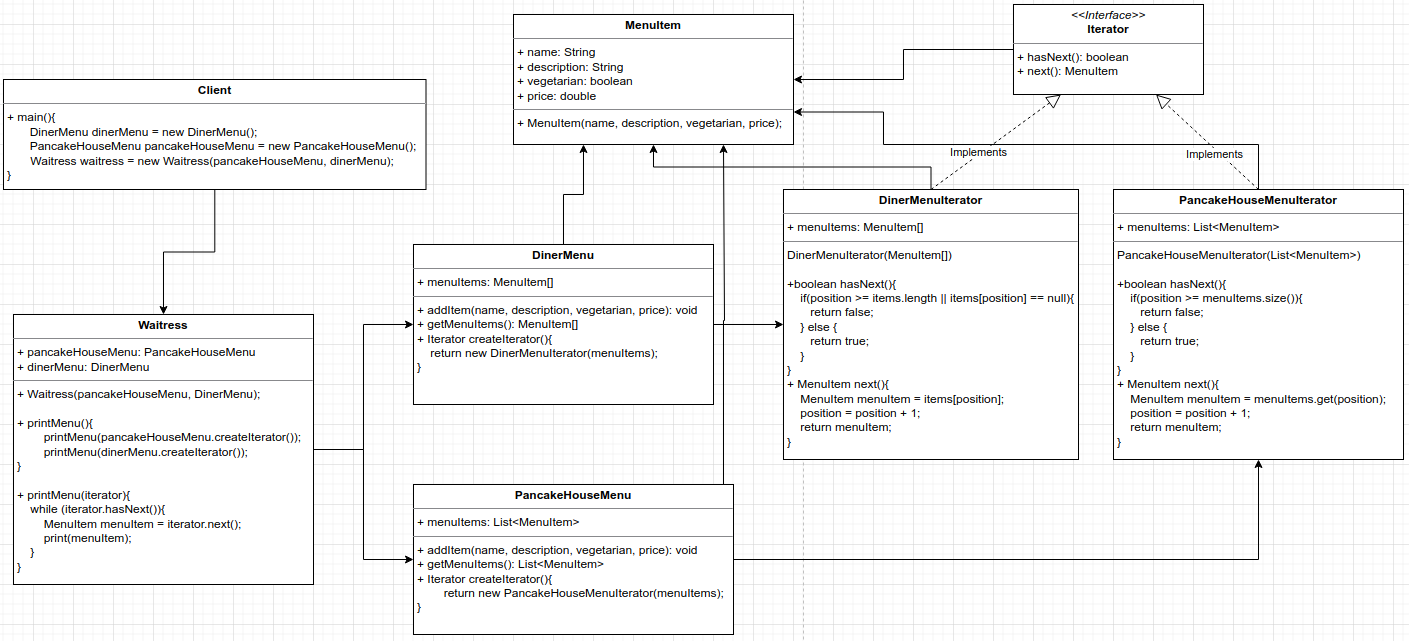 MenuItem
+ name: String
+ description: String
+ vegetarian: boolean
+ price: double
+ MenuItem(name, description, vegetarian, price);
<<Interface>>
Iterator
+ hasNext(): boolean
+ next(): MenuItem
Client
+ main(){
DinerMenu dinerMenu = new DinerMenu();
PancakeHouseMenu pancakeHouseMenu = new PancakeHouseMenu();
Waitress waitress = new Waitress(pancakeHouseMenu, dinerMenu);
}
Implements
Implements
DinerMenuIterator
+ menuItems: MenuItem[]
DinerMenuIterator(MenuItem[])
+boolean hasNext(){
if(position >= items.length || items[position] == null){
return false;
} else {
return true;
}
}
+ MenuItem next(){
MenuItem menuItem = items[position];
position = position + 1;
return menuItem;
}
PancakeHouseMenuIterator
+ menuItems: List<MenuItem>
PancakeHouseMenuIterator(List<MenuItem>)
+boolean hasNext(){
if(position >= menuItems.size()){
return false;
} else {
return true;
}
}
+ MenuItem next(){
MenuItem menuItem = menuItems.get(position);
position = position + 1;
return menuItem;
}
DinerMenu
+ menuItems: MenuItem[]
+ addItem(name, description, vegetarian, price): void
+ getMenuItems(): MenuItem[]
+ Iterator createIterator(){
return new DinerMenuIterator(menuItems);
}
Waitress
+ pancakeHouseMenu: PancakeHouseMenu
+ dinerMenu: DinerMenu
+ Waitress(pancakeHouseMenu, DinerMenu);
+ printMenu(){
printMenu(pancakeHouseMenu.createIterator());
printMenu(dinerMenu.createIterator());
}
+ printMenu(iterator){
while (iterator.hasNext()){
MenuItem menuItem = iterator.next();
print(menuItem);
}
}
PancakeHouseMenu
+ menuItems: List<MenuItem>
+ addItem(name, description, vegetarian, price): void
+ getMenuItems(): List<MenuItem>
+ Iterator createIterator(){
return new PancakeHouseMenuIterator(menuItems);
}